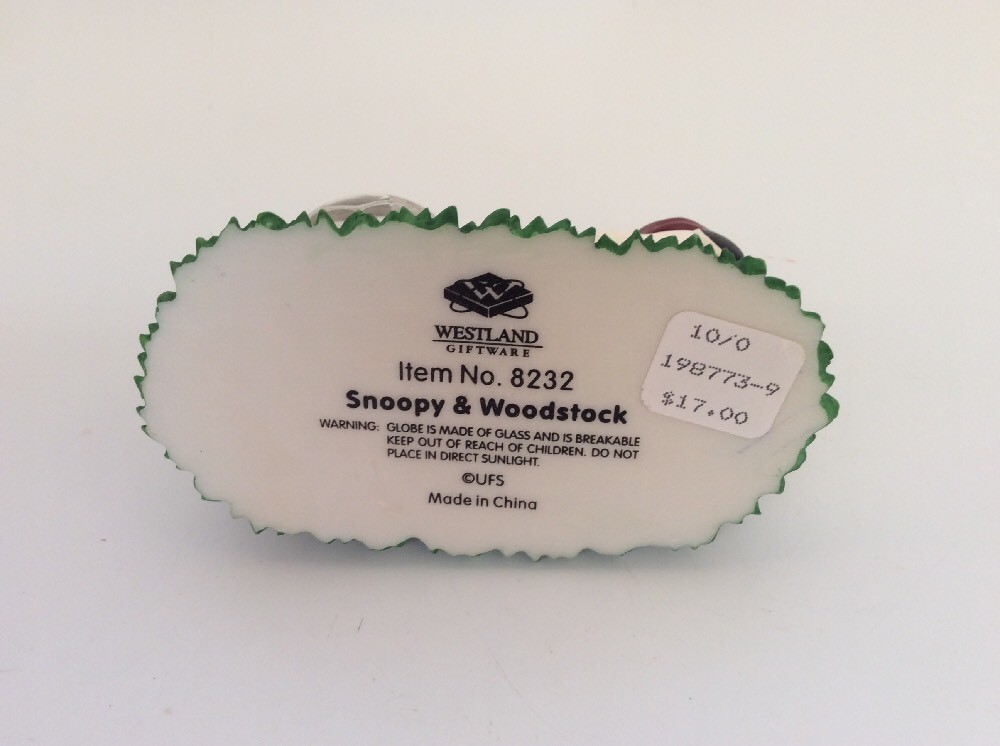 W
WESTLAND
GIFTWARE
Item No. 8232
Snoopy & Woodstock
WARNING: GLOBE IS MADE OF GLASS AND IS BREAKABLE
KEEP OUT OF REACH OF CHILDREN. DO NOT
PLACE IN DIRECT SUNLIGHT.
©UFS
Made in China
10/0
198773-9
$17.00